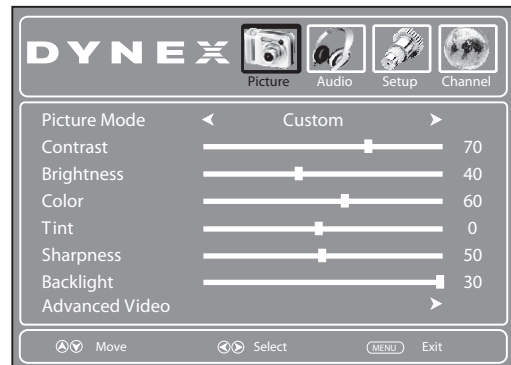 DYNEX
Picture Audio Setup Channel
Picture Mode Custom
Contrast 70
Brightness 40
Color 60
Tint 0
Sharpness 50
Backlight 30
Advanced Video
Move Select MENU Exit